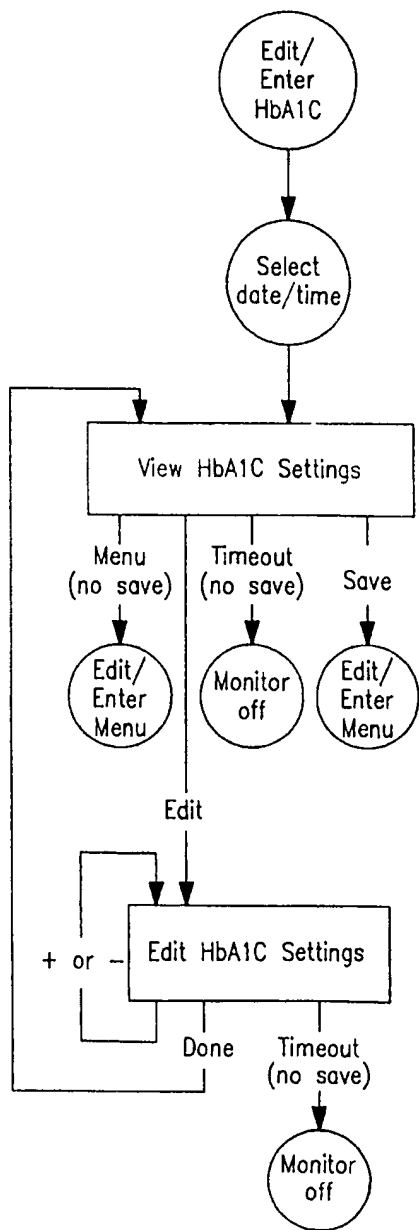 Edit/
Enter
HbA1C
Select
date/time
View HbA1C Settings
Menu
(no save)
Timeout
(no save)
Save
Edit/
Enter
Menu
Monitor
off
Edit/
Enter
Menu
Edit
Edit HbA1C Settings
+ or -
Done
Timeout
(no save)
Monitor
off